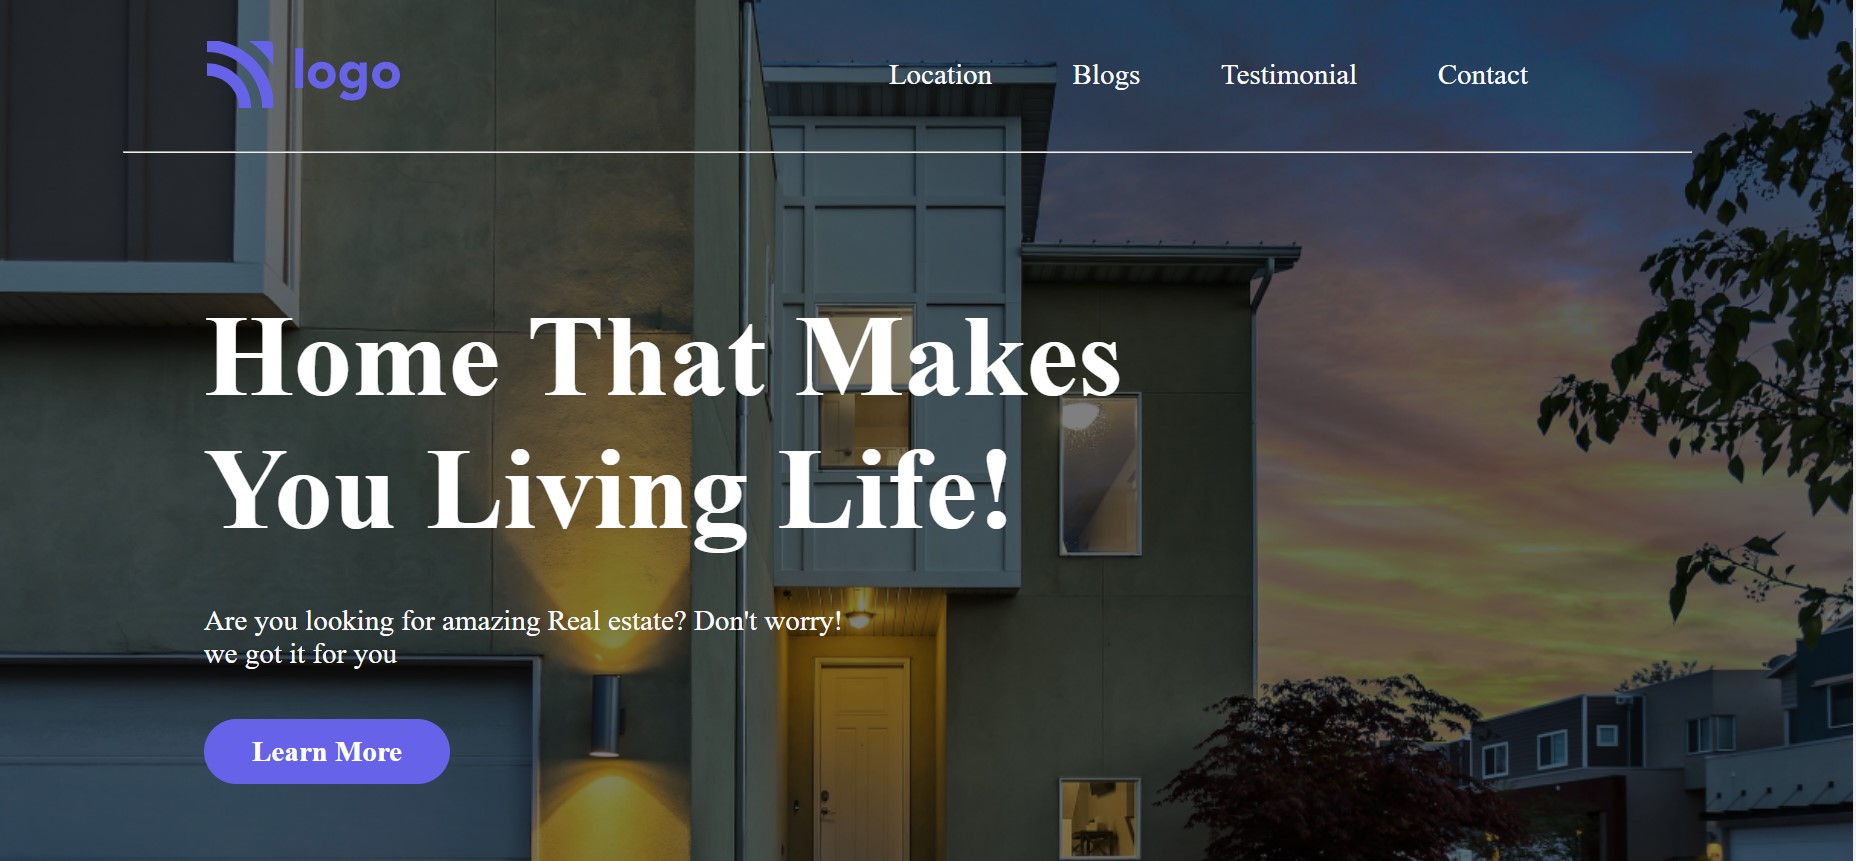 logo
Location Blogs Testimonial Contact
Home That Makes
You Living Life!
Are you looking for amazing Real estate? Don't worry!
we got it for you
Learn More